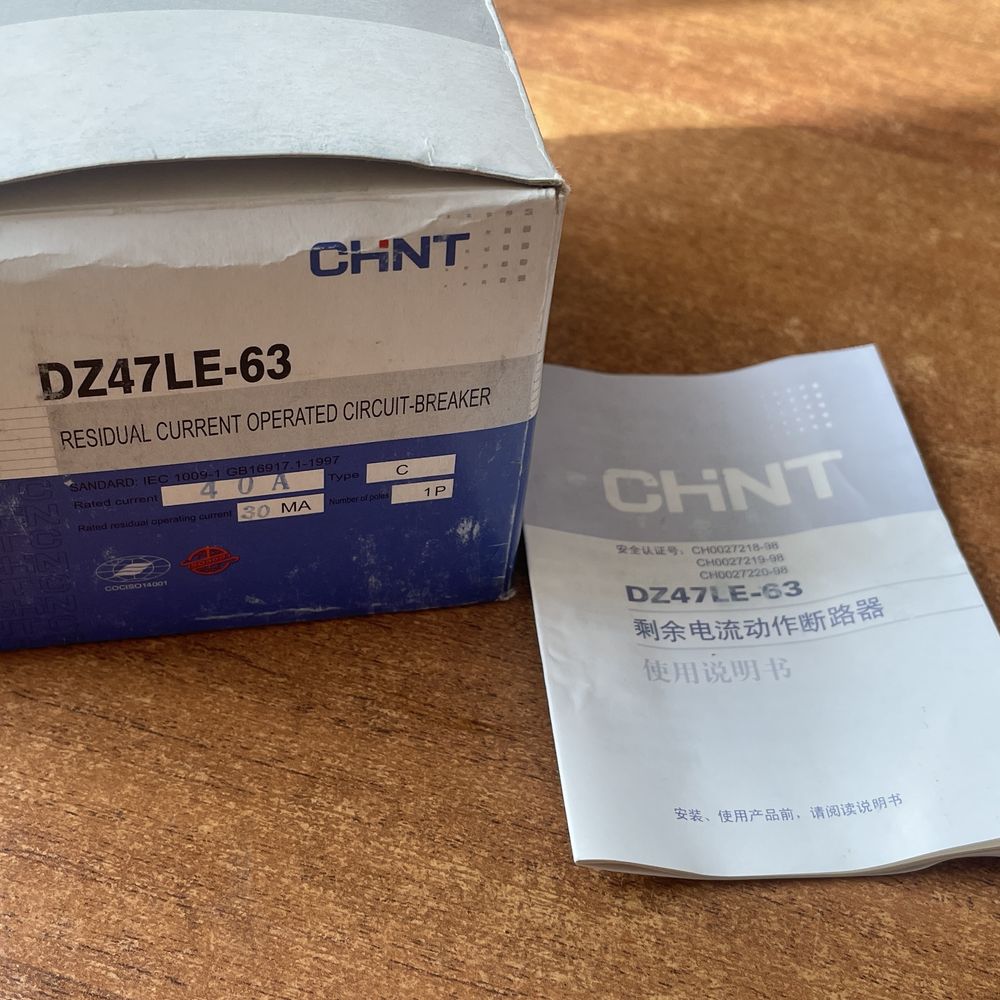 CHNT
DZ47LE-63
RESIDUAL CURRENT OPERATED CIRCUIT-BREAKER
SANDARD: IEC 1009-1 GB16917.1-1997
Rated current 40A Type C
Rated residual operating current 30 MA Number of poles 1P
COCISO14001
CHNT
安全认证号: CH0027218-98
CH0027219-98
CH0027220-98
DZ47LE-63
剩余电流动作断路器
使用说明书
安装、使用产品前，请阅读说明书